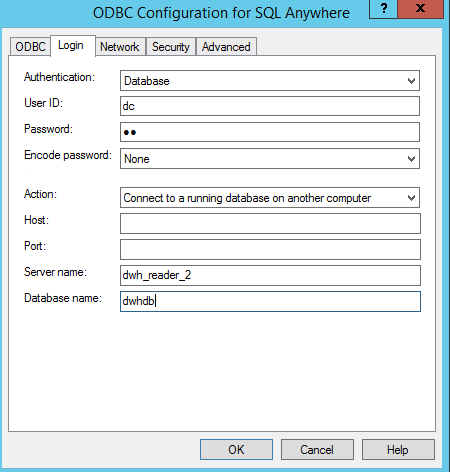 ODBC Configuration for SQL Anywhere
? x
ODBC Login Network Security Advanced
Authentication: Database
User ID: dc
Password: ●●
Encode password: None
Action: Connect to a running database on another computer
Host:
Port:
Server name: dwh_reader_2
Database name: dwhdb
OK Cancel Help